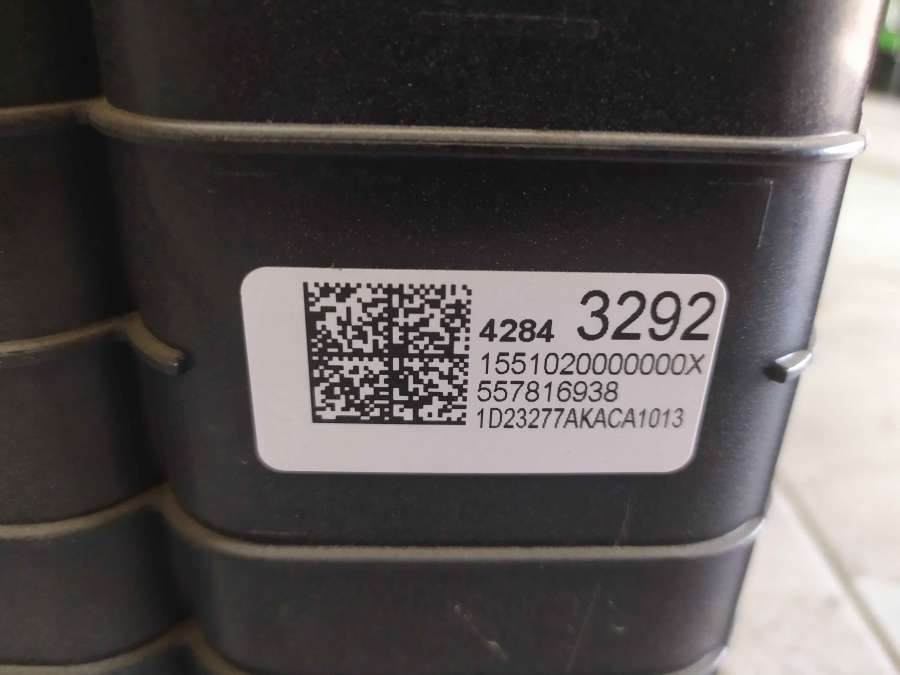 4284 3292
1551020000000X
557816938
1D23277AKACA1013